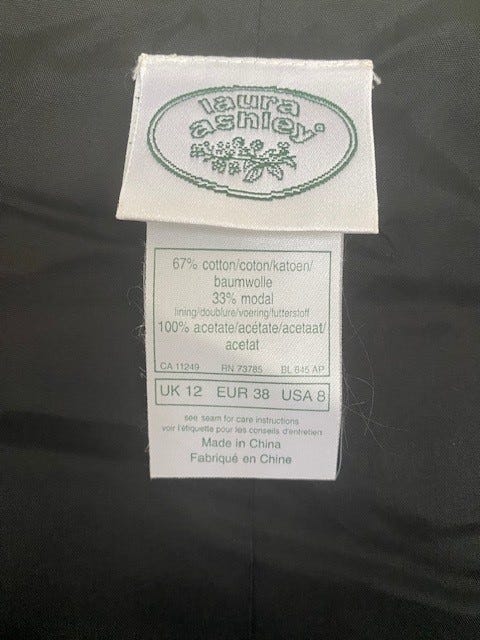 laura
ashley®
67% cotton/coton/katoen/
baumwolle
33% modal
lining/doublure/voering/futterstoff
100% acetate/acétate/acetaat/
acetat
CA 11249 RN 73785 BL 845 AP
UK 12 EUR 38 USA 8
see seam for care instructions
voir l'étiquette pour les conseils d'entretien
Made in China
Fabriqué en Chine